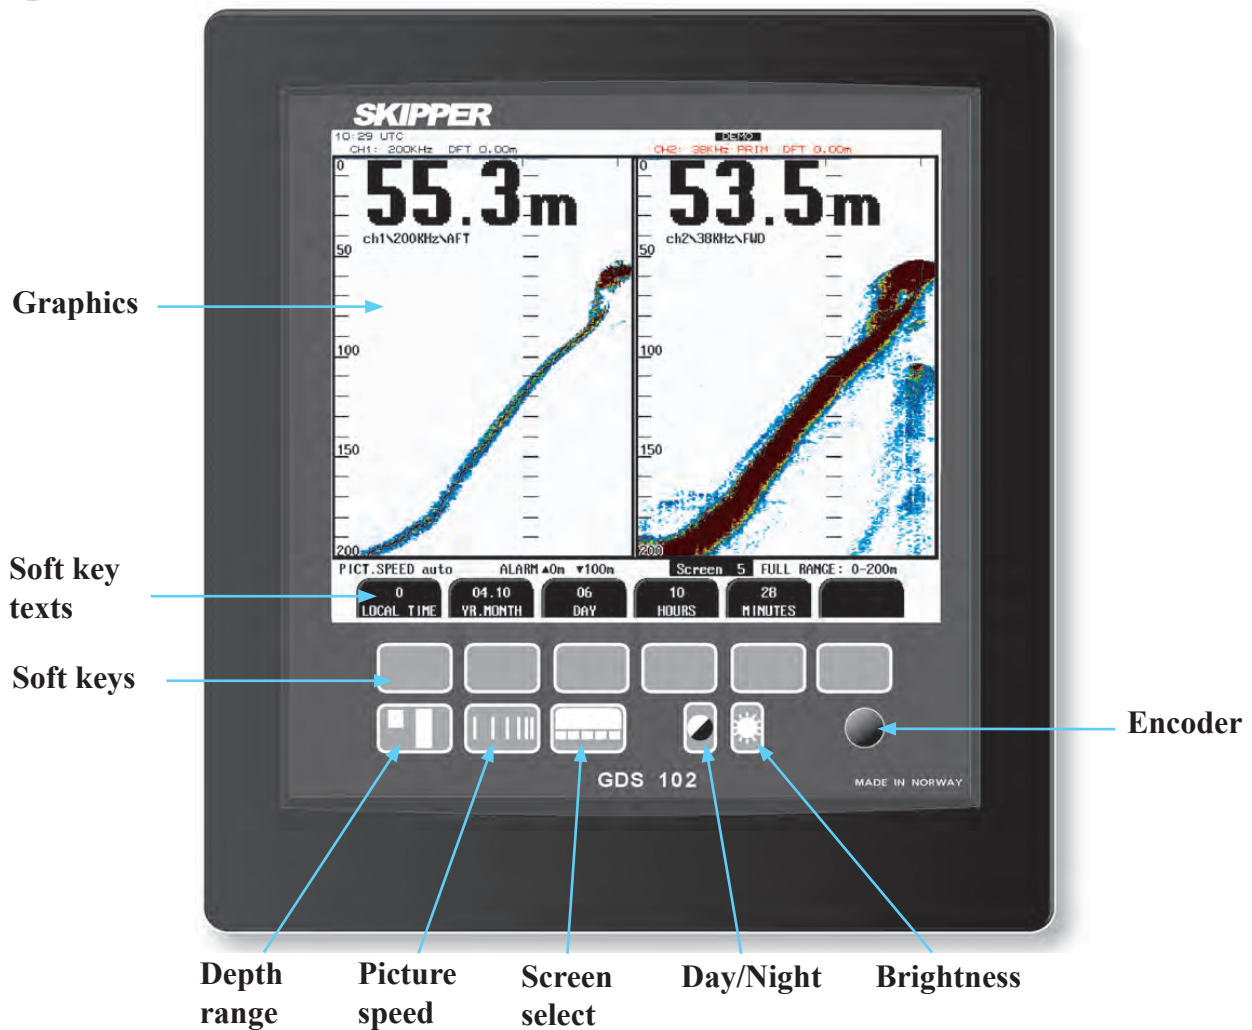 SKIPPER
10:29 UTC
DEMO
CH1: 200KHz DFT 0.00m
CH2: 38KHz PRIM DFT 0.00m
0
55.3m
ch1\200KHz\AFT
50
100
150
200
0
53.5m
ch2\38KHz\FWD
50
100
150
200
Graphics
PICT.SPEED auto ALARM ▲0m ▼100m Screen 5 FULL RANGE: 0-200m
Soft key
texts
0
LOCAL TIME
04.10
YR.MONTH
06
DAY
10
HOURS
28
MINUTES
Soft keys
Encoder
GDS 102
MADE IN NORWAY
Depth
range
Picture
speed
Screen
select
Day/Night
Brightness